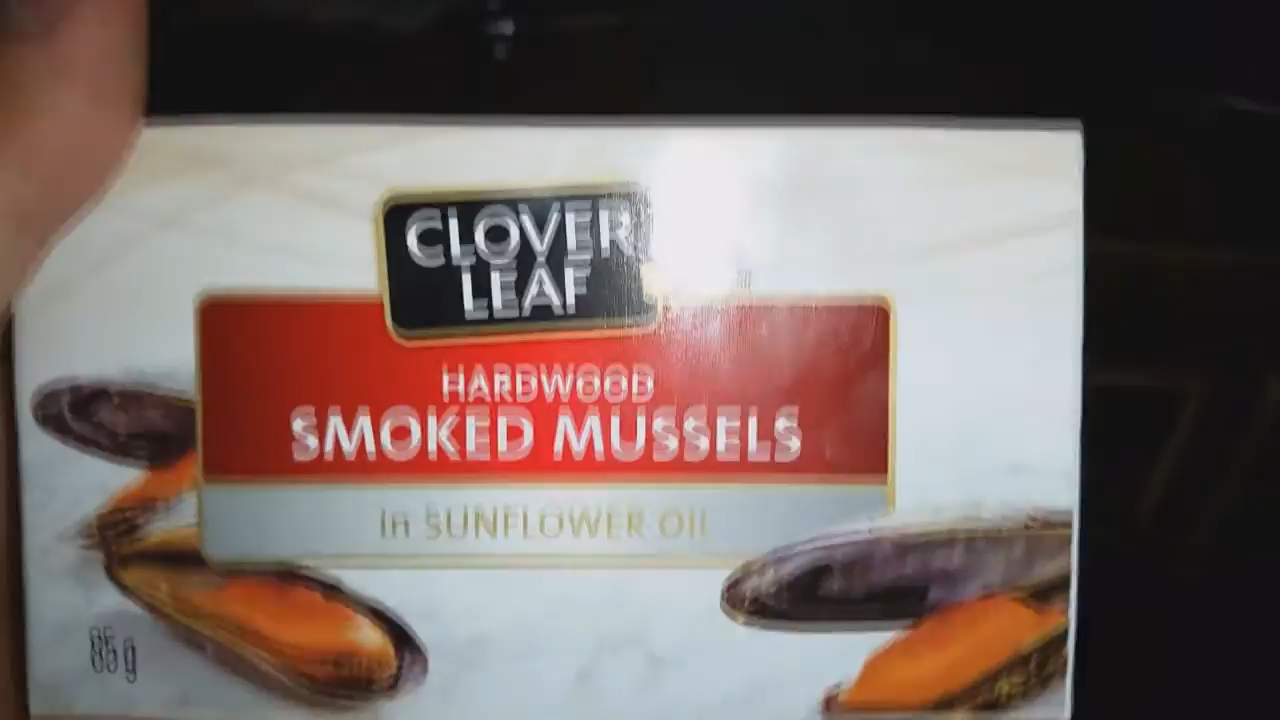 CLOVER
LEAF
HARDWOOD
SMOKED MUSSELS
in SUNFLOWER OIL
85 g